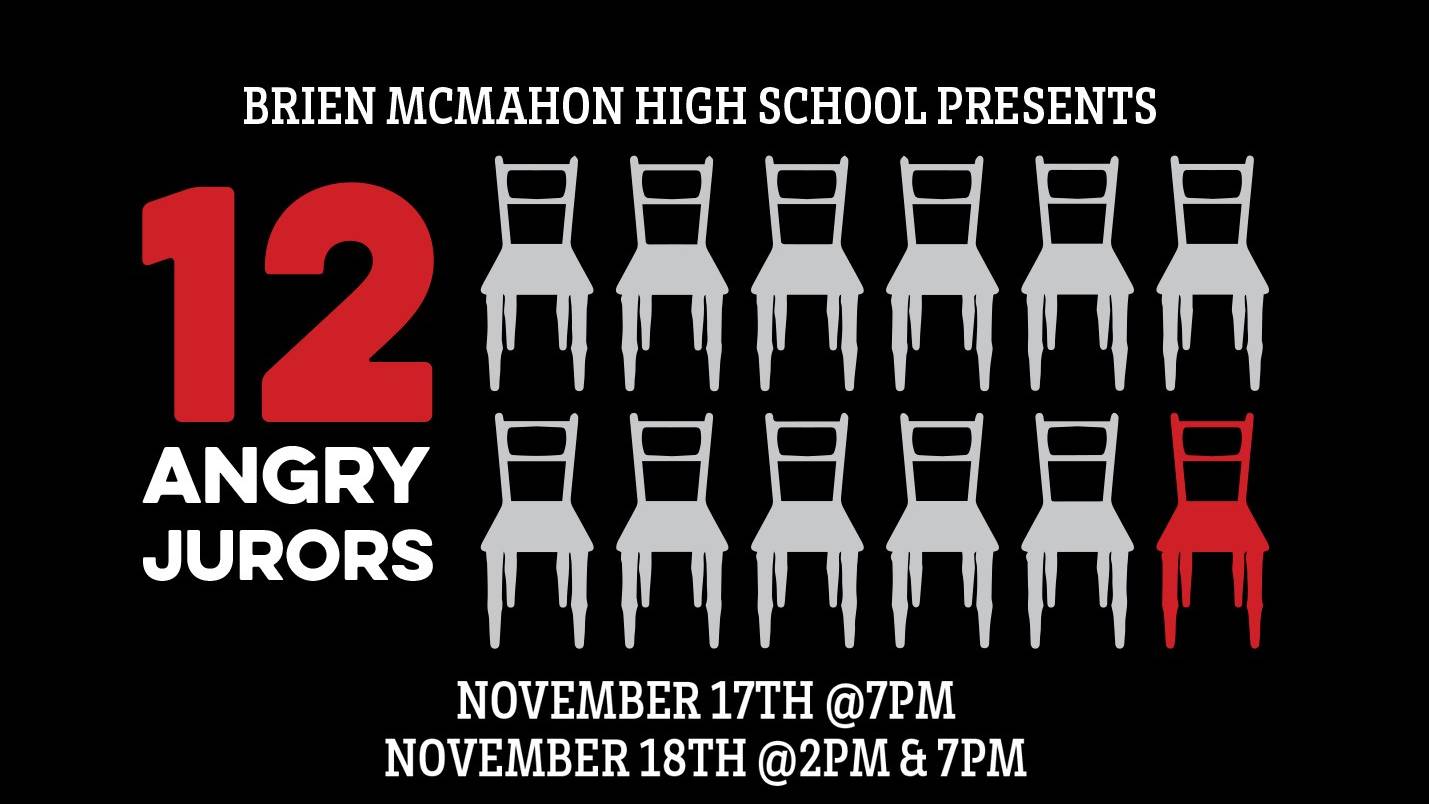 BRIEN MCMAHON HIGH SCHOOL PRESENTS
12
ANGRY
JURORS
NOVEMBER 17TH @7PM
NOVEMBER 18TH @2PM & 7PM